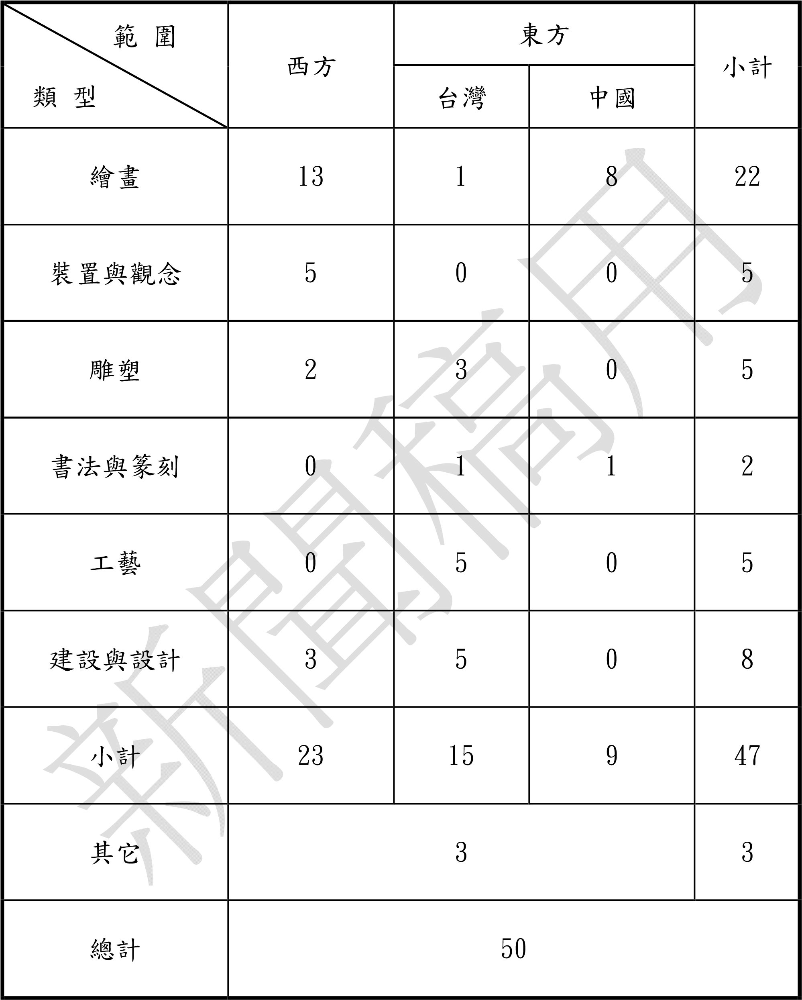 範 圍
類 型
西方
東方
小計
台灣
中國
繪畫 13 1 8 22
裝置與觀念 5 0 0 5
雕塑 2 3 0 5
書法與篆刻 0 1 1 2
工藝 0 5 0 5
建設與設計 3 5 0 8
小計 23 15 9 47
其它 3 3
總計 50
新聞稿用